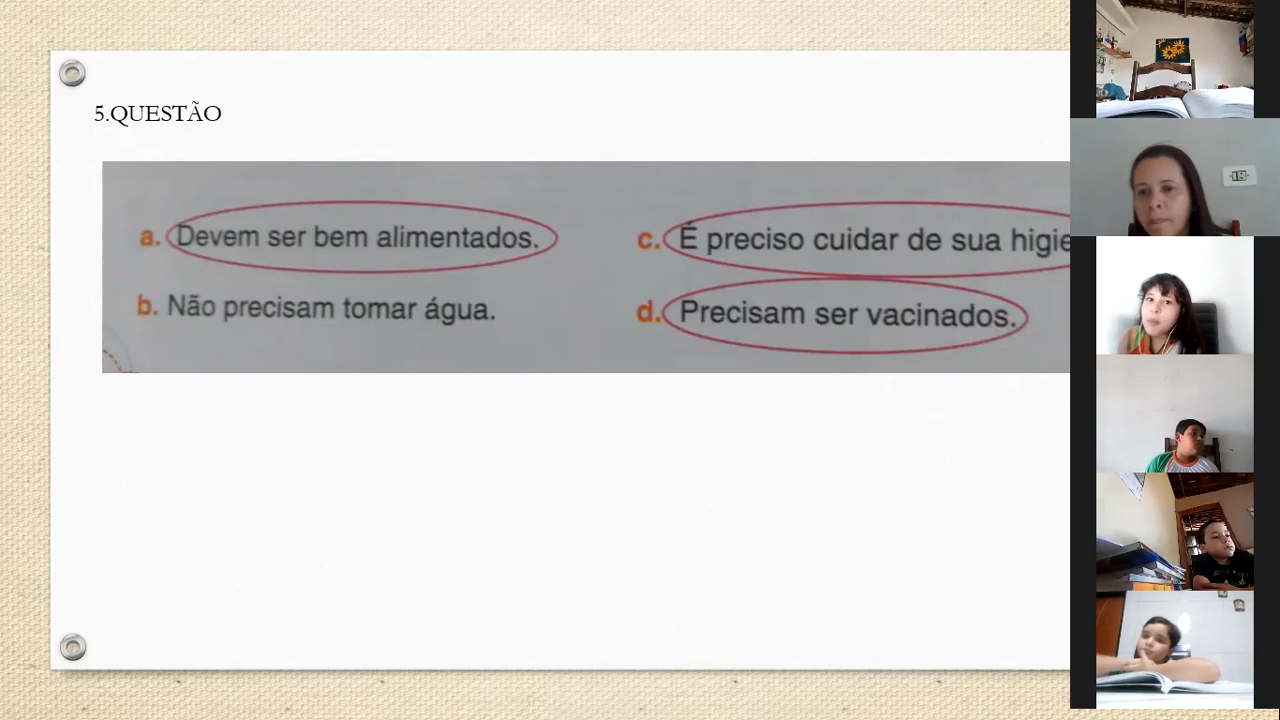 5.QUESTÃO
a. Devem ser bem alimentados.
b. Não precisam tomar água.
c. É preciso cuidar de sua higie
d. Precisam ser vacinados.